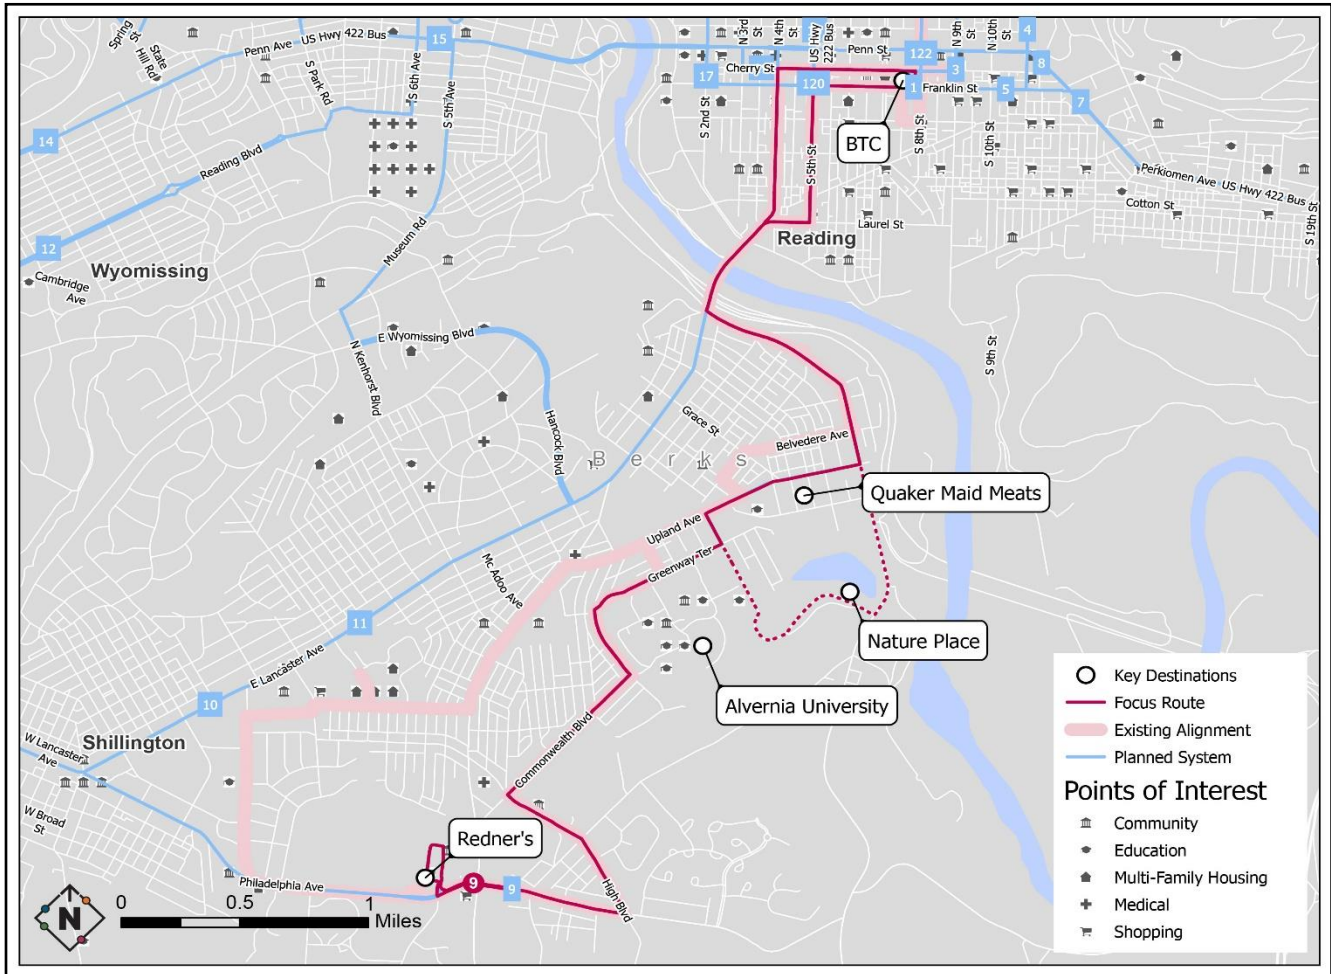 Spring St
State Hill Rd
Penn Ave
US Hwy 422 Bus
15
S Park Rd
S 6th Ave
S 5th Ave
14
Reading Blvd
12
Wyomissing
Cambridge Ave
Museum Rd
E Wyomissing Blvd
N Kenhorst Blvd
Hancock Blvd
N 3rd St
N 4th St
US Hwy 222 Bus
Penn St
122
N 9th St
N 10th St
4
8
17
Cherry St
120
1
3
Franklin St
5
7
S 2nd St
BTC
S 5th St
S 8th St
S 10th St
Perkiomen Ave
US Hwy 422 Bus
Cotton St
S 19th St
Laurel St
Reading
S 9th St
Grace St
Belvedere Ave
Berks
Quaker Maid Meats
Upland Ave
Greenway Ter
Mc Adoo Ave
Nature Place
11
E Lancaster Ave
10
Alvernia University
W Lancaster Ave
Shillington
Commonwealth Blvd
W Broad St
Redner's
Philadelphia Ave
9
9
High Blvd
N
0
0.5
1
Miles
Key Destinations
Focus Route
Existing Alignment
Planned System
Points of Interest
Community
Education
Multi-Family Housing
Medical
Shopping